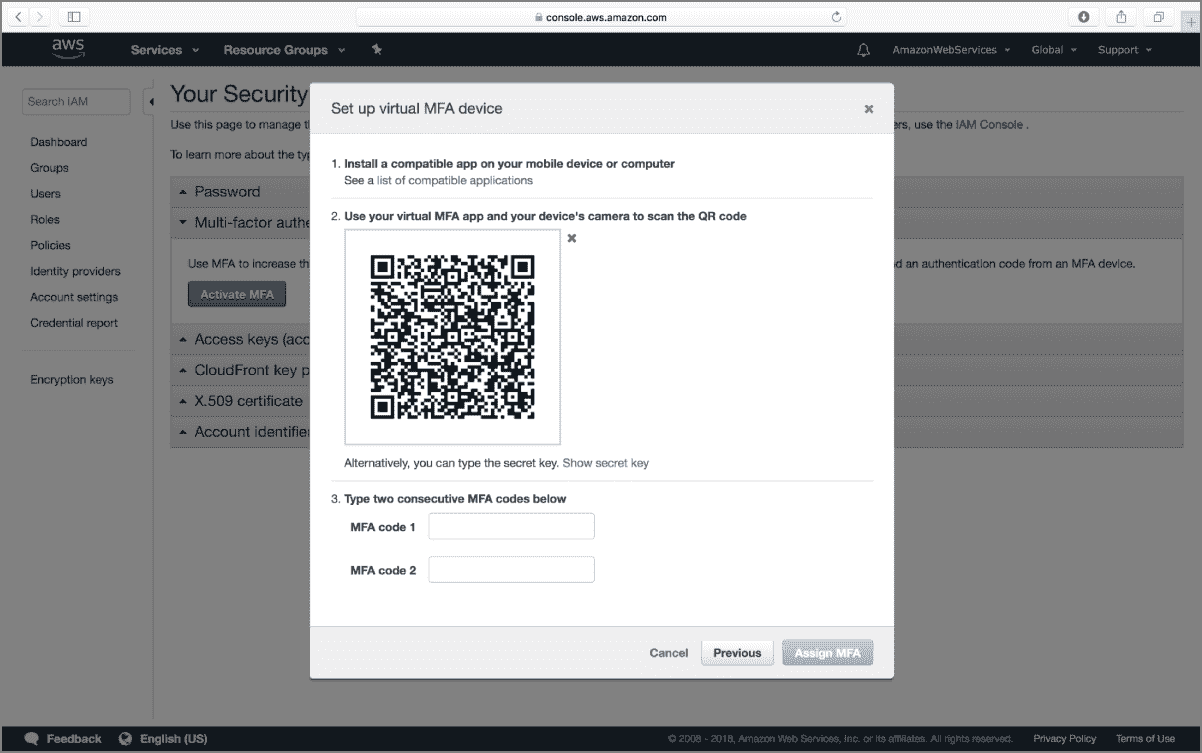 console.aws.amazon.com
aws
Services
Resource Groups
AmazonWebServices
Global
Support
Search IAM
Dashboard
Groups
Users
Roles
Policies
Identity providers
Account settings
Credential report
Encryption keys
Your Security
Use this page to manage t
ers, use the IAM Console .
To learn more about the typ
Password
Multi-factor authe
Use MFA to increase th
d an authentication code from an MFA device.
Activate MFA
Access keys (acc
CloudFront key p
X.509 certificate
Account identifier
Set up virtual MFA device
1. Install a compatible app on your mobile device or computer
See a list of compatible applications
2. Use your virtual MFA app and your device's camera to scan the QR code
Alternatively, you can type the secret key. Show secret key
3. Type two consecutive MFA codes below
MFA code 1
MFA code 2
Cancel
Previous
Assign MFA
Feedback
English (US)
© 2008 - 2018, Amazon Web Services, Inc. or its affiliates. All rights reserved.
Privacy Policy
Terms of Use